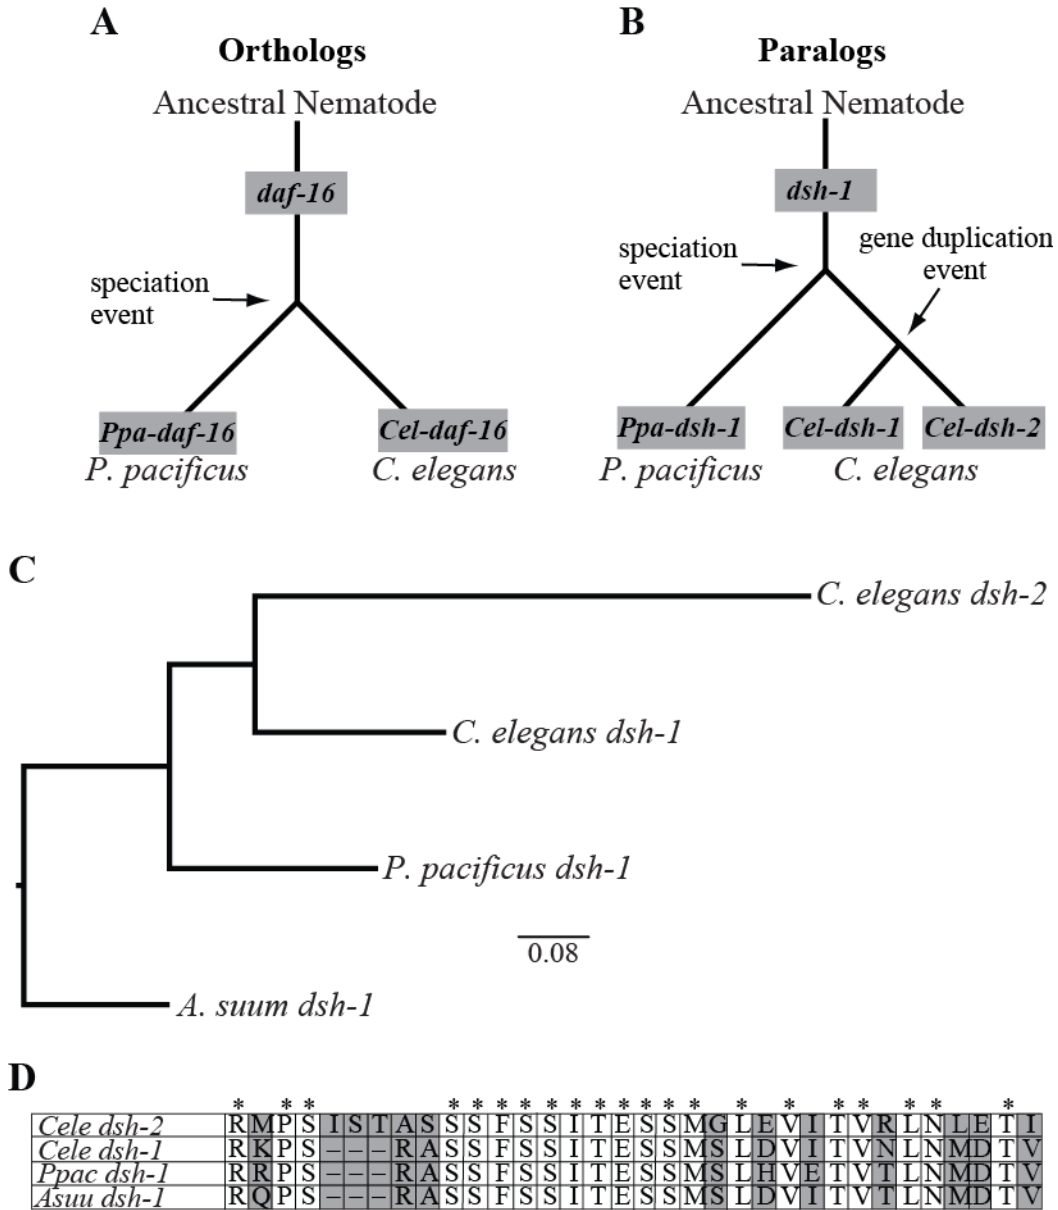 A
Orthologs
Ancestral Nematode
daf-16
speciation
event
Ppa-daf-16
Cel-daf-16
P. pacificus
C. elegans
B
Paralogs
Ancestral Nematode
dsh-1
speciation
event
gene duplication
event
Ppa-dsh-1
Cel-dsh-1
Cel-dsh-2
P. pacificus
C. elegans
C
C. elegans dsh-2
C. elegans dsh-1
P. pacificus dsh-1
0.08
A. suum dsh-1
D
* * * * * * * * * * * * * * * * * * * * *
Cele dsh-2 R M P S I S T A S S S F S S I T E S S M G L E V I T V R L N L E T I
Cele dsh-1 R K P S – – – R A S S F S S I T E S S M S L D V I T V N L N M D T V
Ppac dsh-1 R R P S – – – R A S S F S S I T E S S M S L H V E T V T L N M D T V
Asuu dsh-1 R Q P S – – – R A S S F S S I T E S S M S L D V I T V T L N M D T V